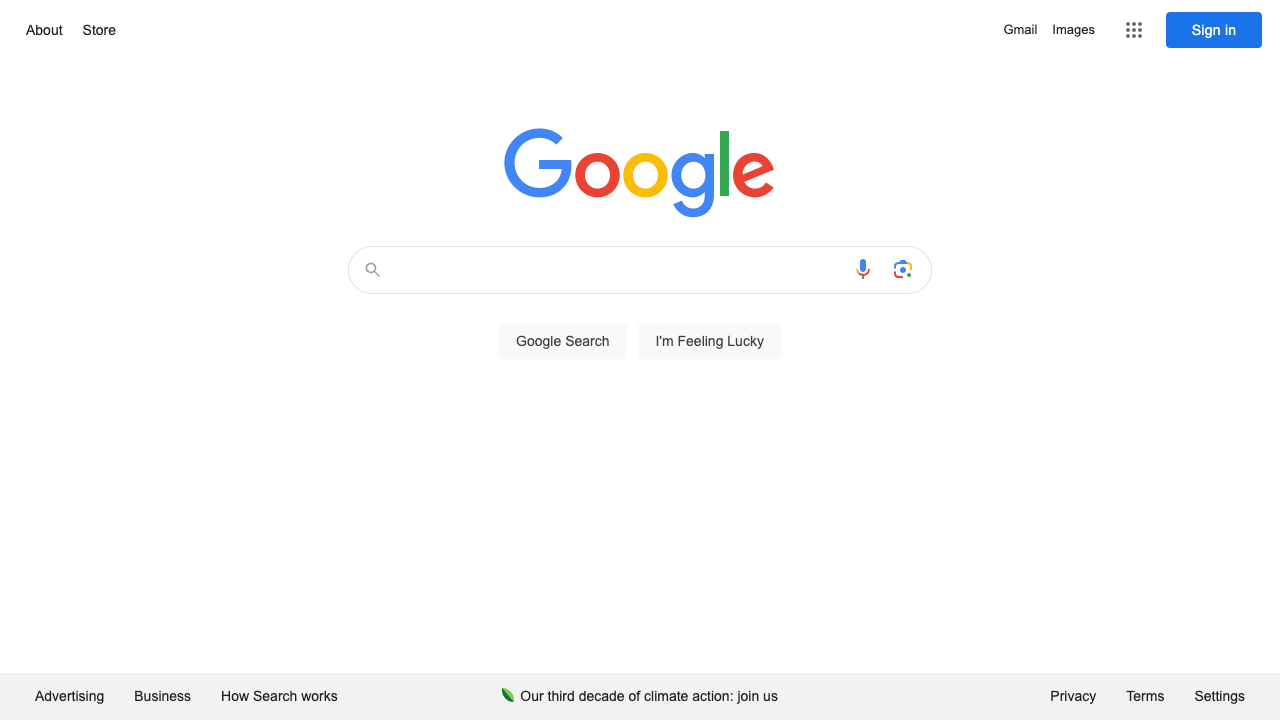 About Store Gmail Images Sign in
Google
Google Search I'm Feeling Lucky
Advertising Business How Search works Our third decade of climate action: join us Privacy Terms Settings